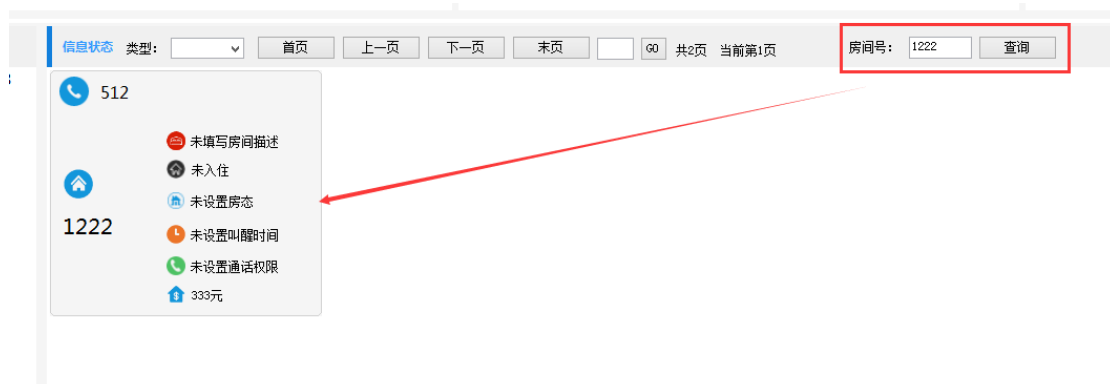 信息状态 类型: 首页 上一页 下一页 末页 GO 共2页 当前第1页 房间号: 1222 查询
512
未填写房间描述
未入住
未设置房态
1222
未设置叫醒时间
未设置通话权限
333元